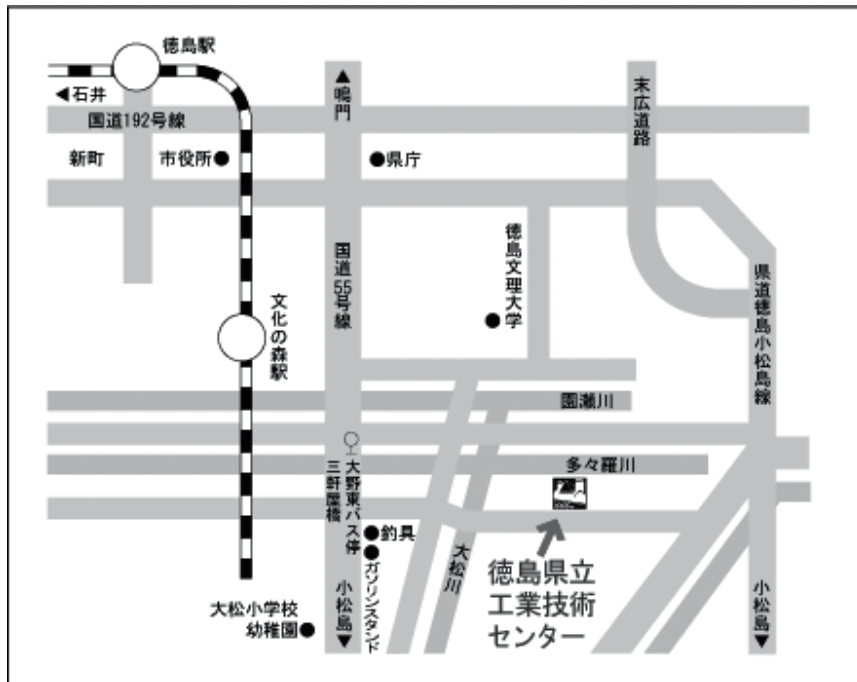 徳島駅
◀石井
国道192号線
▲鳴門
末広道路
新町
市役所●
●県庁
国道55号線
徳島文理大学
県道徳島小松島線
文化の森駅
園瀬川
多々羅川
三軒屋橋
大野東バス停
●釣具
ガソリンスタンド
大松川
徳島県立
工業技術
センター
大松小学校
幼稚園●
小松島▼
小松島▼